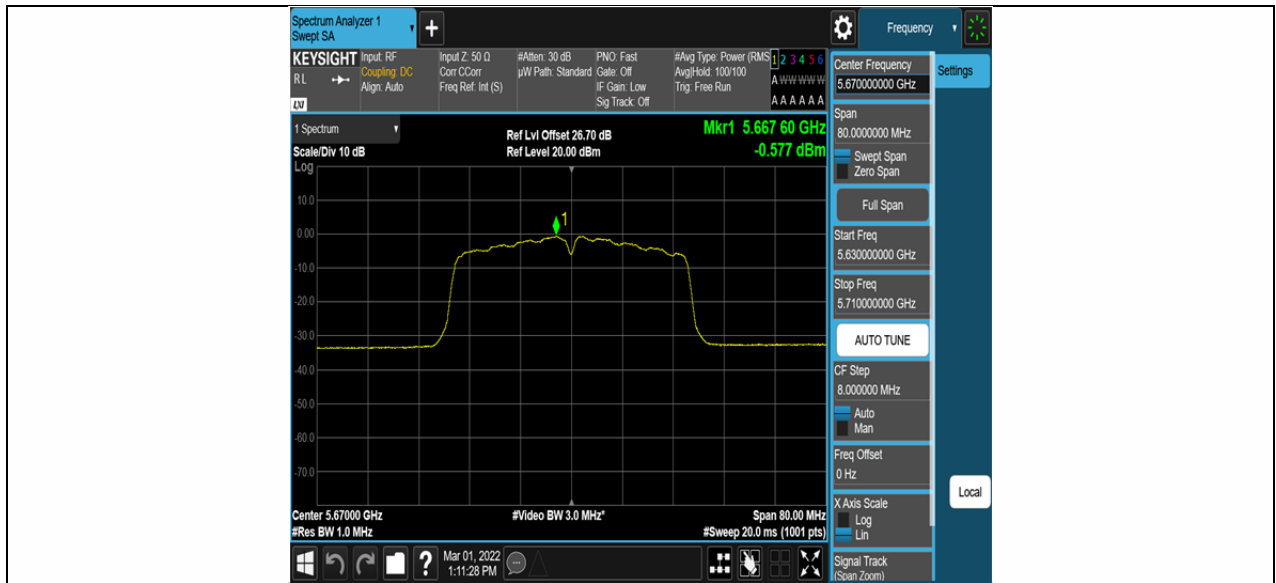 Spectrum Analyzer 1
Swept SA
+
Frequency
KEYSIGHT
Input: RF
Coupling: DC
Align: Auto
Input Z: 50 Ω
Corr CCorr
Freq Ref: Int (S)
#Atten: 30 dB
µW Path: Standard
PNO: Fast
Gate: Off
IF Gain: Low
Sig Track: Off
#Avg Type: Power (RMS
Avg|Hold: 100/100
Trig: Free Run
1 2 3 4 5 6
A W W W W W
A A A A A A
R L
LXI
1 Spectrum
Scale/Div 10 dB
Log
Ref Lvl Offset 26.70 dB
Ref Level 20.00 dBm
Mkr1 5.667 60 GHz
-0.577 dBm
1
10.0
0.00
-10.0
-20.0
-30.0
-40.0
-50.0
-60.0
-70.0
Center 5.67000 GHz
#Res BW 1.0 MHz
#Video BW 3.0 MHz*
Span 80.00 MHz
#Sweep 20.0 ms (1001 pts)
?
Mar 01, 2022
1:11:28 PM
Center Frequency
5.670000000 GHz
Settings
Span
80.0000000 MHz
Swept Span
Zero Span
Full Span
Start Freq
5.630000000 GHz
Stop Freq
5.710000000 GHz
AUTO TUNE
CF Step
8.000000 MHz
Auto
Man
Freq Offset
0 Hz
X Axis Scale
Log
Lin
Local
Signal Track
(Span Zoom)